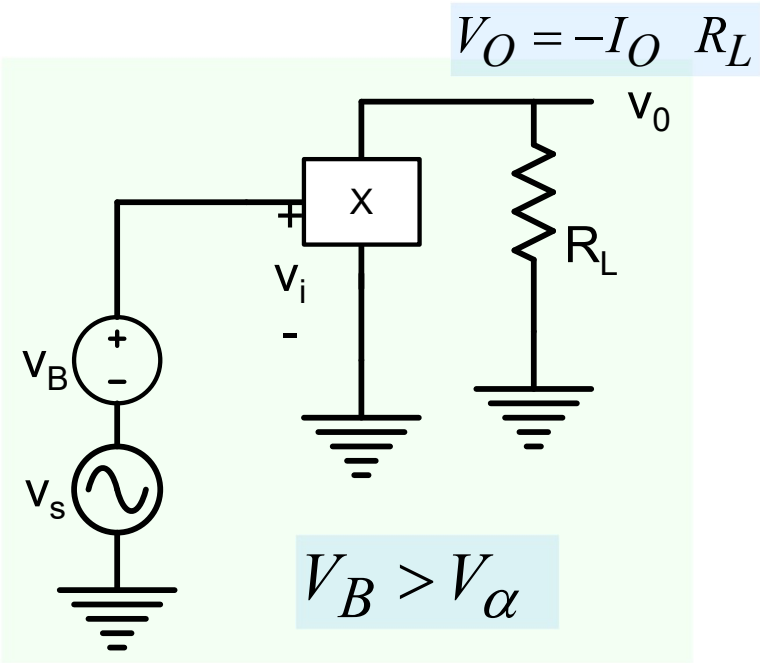 V_O = −I_O R_L
v_0
X
+
v_i
-
R_L
+
v_B
−
v_s
V_B > V_α